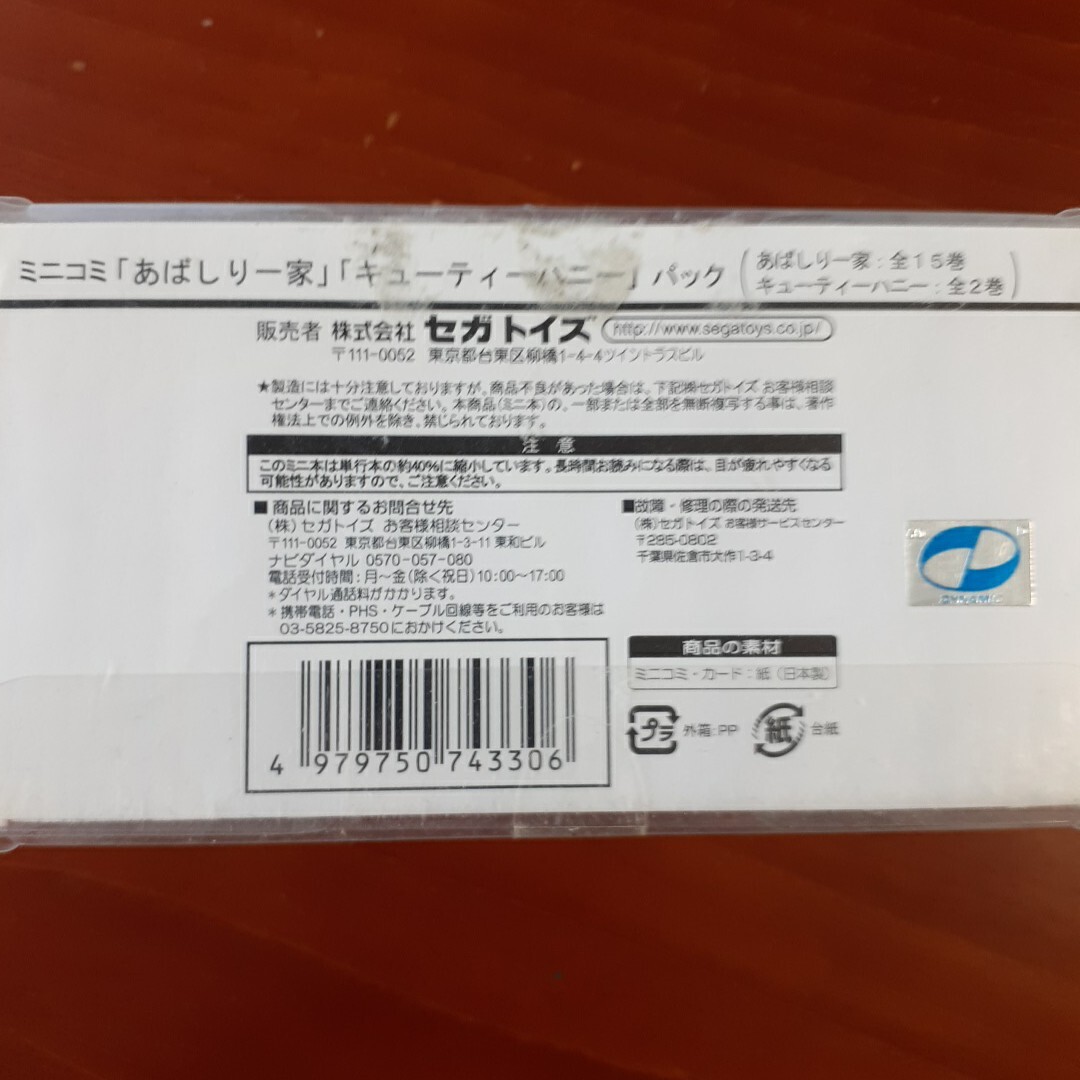 ミニコミ「あばしり一家」「キューティーハニー」パック（あばしり一家：全15巻
キューティーハニー：全2巻）
販売者 株式会社 セガトイズ http://www.segatoys.co.jp/
〒111-0052 東京都台東区柳橋1-4-4ツイントラスビル
★製造には十分注意しておりますが、商品不良があった場合は、下記㈱セガトイズ お客様相談
センターまでご連絡ください。本商品（ミニ本）の、一部または全部を無断複写する事は、著作
権法上での例外を除き、禁じられております。
注意
このミニ本は単行本の約40%に縮小しています。長時間お読みになる際は、目が疲れやすくなる
可能性がありますので、ご注意ください。
■商品に関するお問合せ先
（株）セガトイズ お客様相談センター
〒111-0052 東京都台東区柳橋1-3-11 東和ビル
ナビダイヤル 0570-057-080
電話受付時間：月～金（除く祝日）10:00～17:00
＊ダイヤル通話料がかかります。
＊携帯電話・PHS・ケーブル回線等をご利用のお客様は
03-5825-8750におかけください。
■故障・修理の際の発送先
（株）セガトイズ お客様サービスセンター
〒285-0802
千葉県佐倉市大作1-3-4
DYNAMIC
商品の素材
ミニコミ・カード：紙（日本製）
プラ 外箱：PP 紙 台紙
4 979750 743306